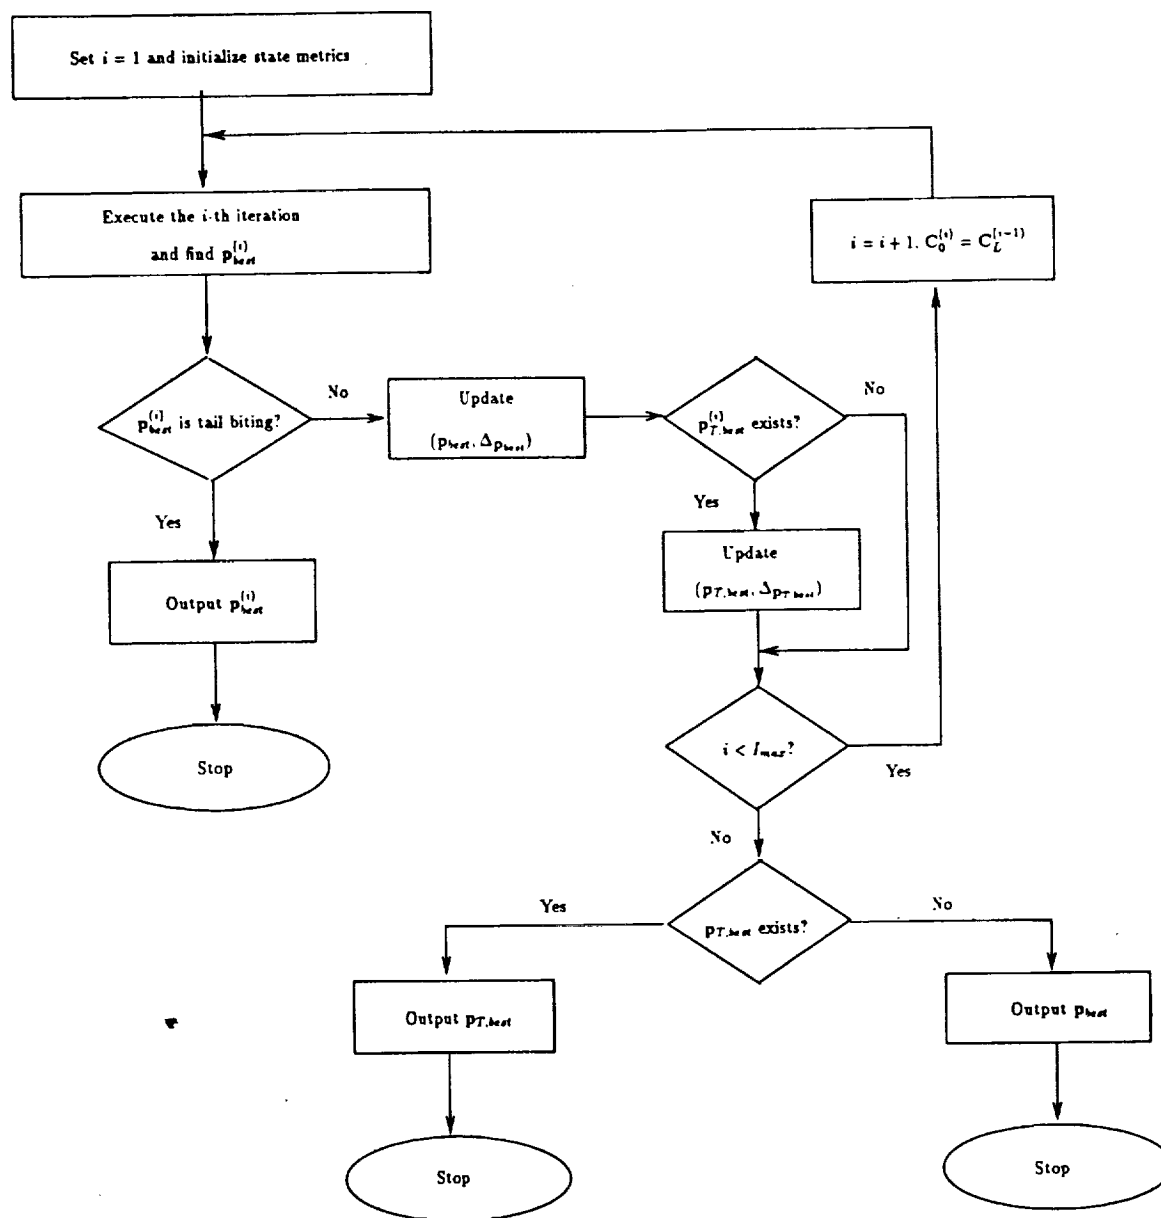 Set i = 1 and initialize state metrics
Execute the i-th iteration
and find p_best^(i)
i = i + 1. C_0^(i) = C_L^(i-1)
p_best^(i) is tail biting?
No
Update
(p_best, Δ_p_best)
p_T,best^(i) exists?
No
Yes
Yes
Update
(p_T,best, Δ_p_T,best)
Output p_best^(i)
Stop
i < I_max?
Yes
No
p_T,best exists?
Yes
No
Output p_T,best
Output p_best
Stop
Stop